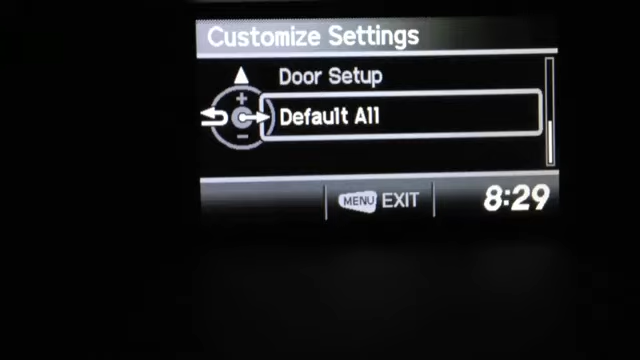 Customize Settings
Door Setup
Default All
MENU EXIT
8:29